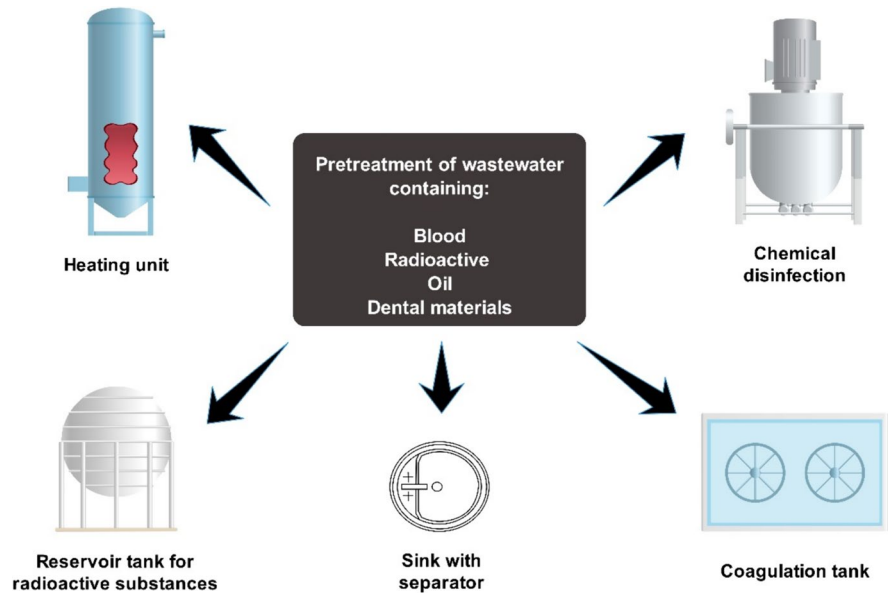 Pretreatment of wastewater
containing:
Blood
Radioactive
Oil
Dental materials
Heating unit
Chemical
disinfection
Reservoir tank for
radioactive substances
Sink with
separator
Coagulation tank